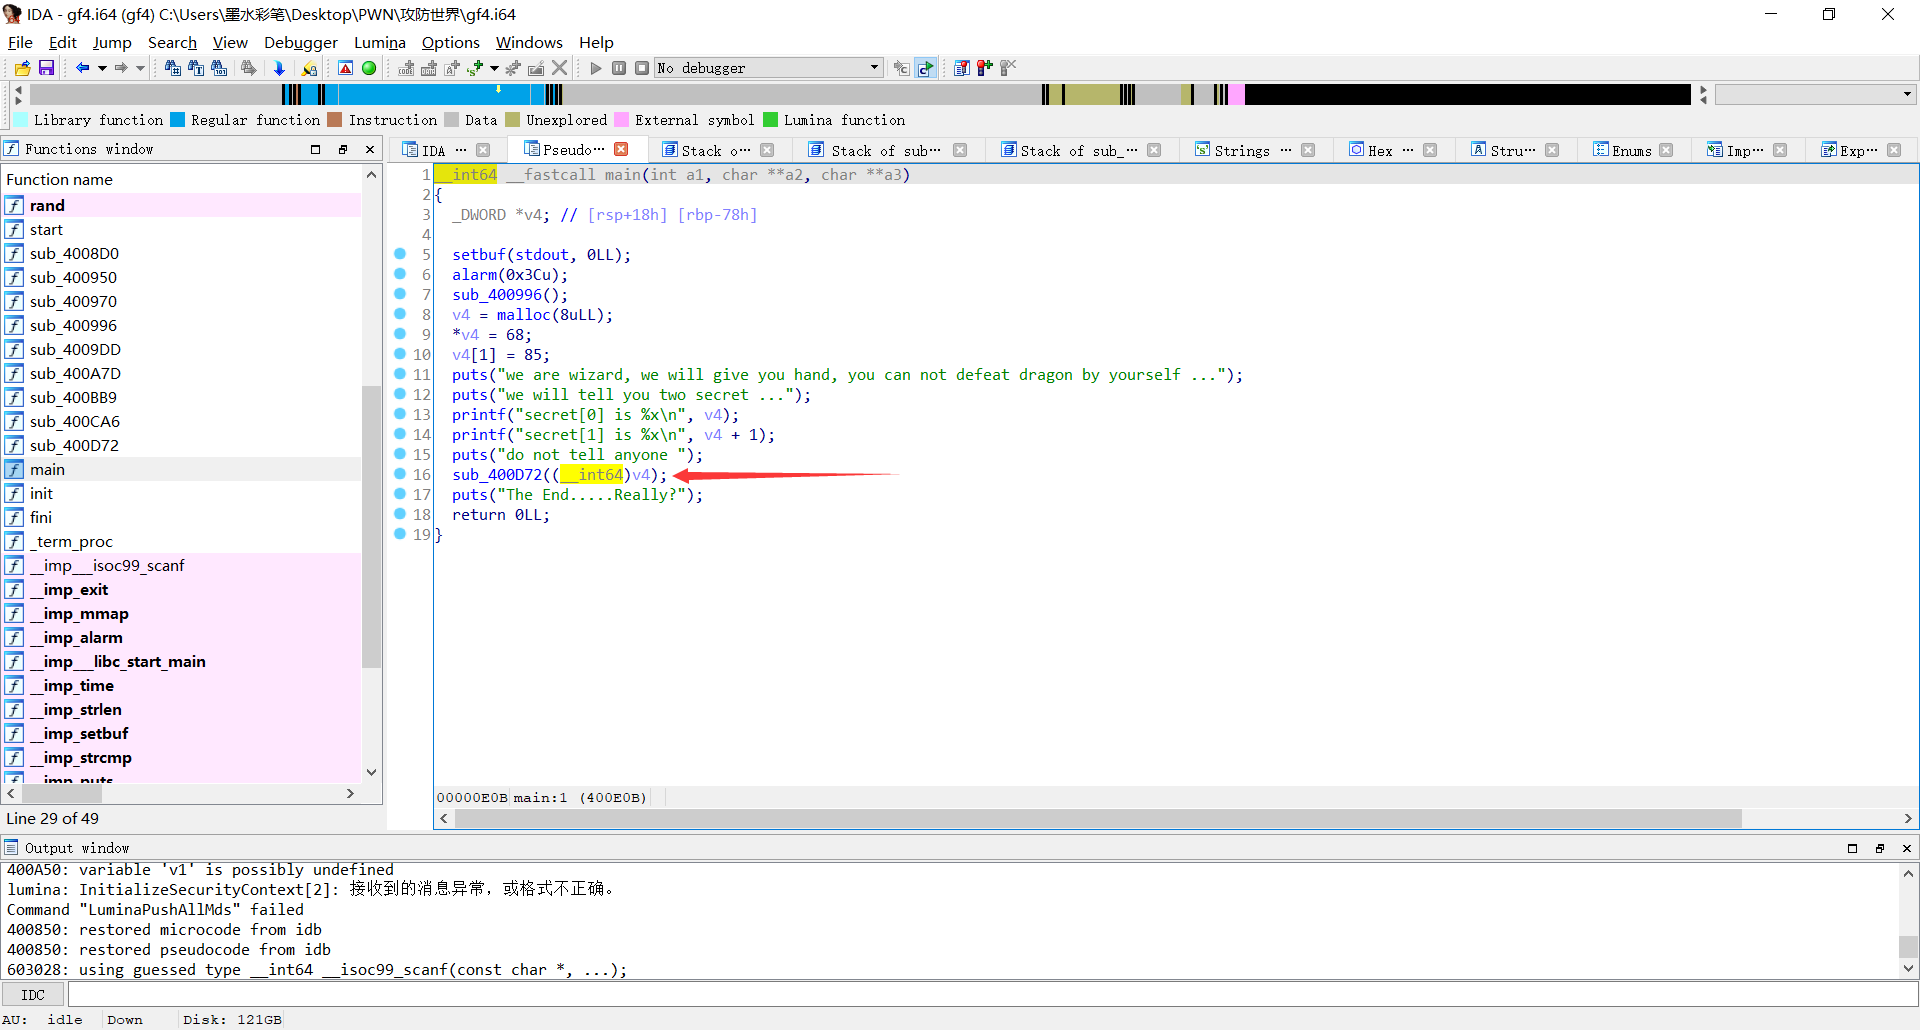 IDA - gf4.i64 (gf4) C:\Users\墨水彩笔\Desktop\PWN\攻防世界\gf4.i64
File Edit Jump Search View Debugger Lumina Options Windows Help
No debugger
Library function Regular function Instruction Data Unexplored External symbol Lumina function
Functions window
IDA ··· Pseudo··· Stack o··· Stack of sub··· Stack of sub_··· Strings ··· Hex ··· Stru··· Enums Imp··· Exp···
Function name
rand
start
sub_4008D0
sub_400950
sub_400970
sub_400996
sub_4009DD
sub_400A7D
sub_400BB9
sub_400CA6
sub_400D72
main
init
fini
_term_proc
__imp___isoc99_scanf
__imp_exit
__imp_mmap
__imp_alarm
__imp___libc_start_main
__imp_time
__imp_strlen
__imp_setbuf
__imp_strcmp
__imp_puts
Line 29 of 49
1 __int64 __fastcall main(int a1, char **a2, char **a3)
2 {
3 _DWORD *v4; // [rsp+18h] [rbp-78h]
4
5 setbuf(stdout, 0LL);
6 alarm(0x3Cu);
7 sub_400996();
8 v4 = malloc(8uLL);
9 *v4 = 68;
10 v4[1] = 85;
11 puts("we are wizard, we will give you hand, you can not defeat dragon by yourself ...");
12 puts("we will tell you two secret ...");
13 printf("secret[0] is %x\n", v4);
14 printf("secret[1] is %x\n", v4 + 1);
15 puts("do not tell anyone ");
16 sub_400D72((__int64)v4);
17 puts("The End.....Really?");
18 return 0LL;
19 }
00000E0B main:1 (400E0B)
Output window
400A50: variable 'v1' is possibly undefined
lumina: InitializeSecurityContext[2]: 接收到的消息异常，或格式不正确。
Command "LuminaPushAllMds" failed
400850: restored microcode from idb
400850: restored pseudocode from idb
603028: using guessed type __int64 __isoc99_scanf(const char *, ...);
IDC
AU: idle Down Disk: 121GB